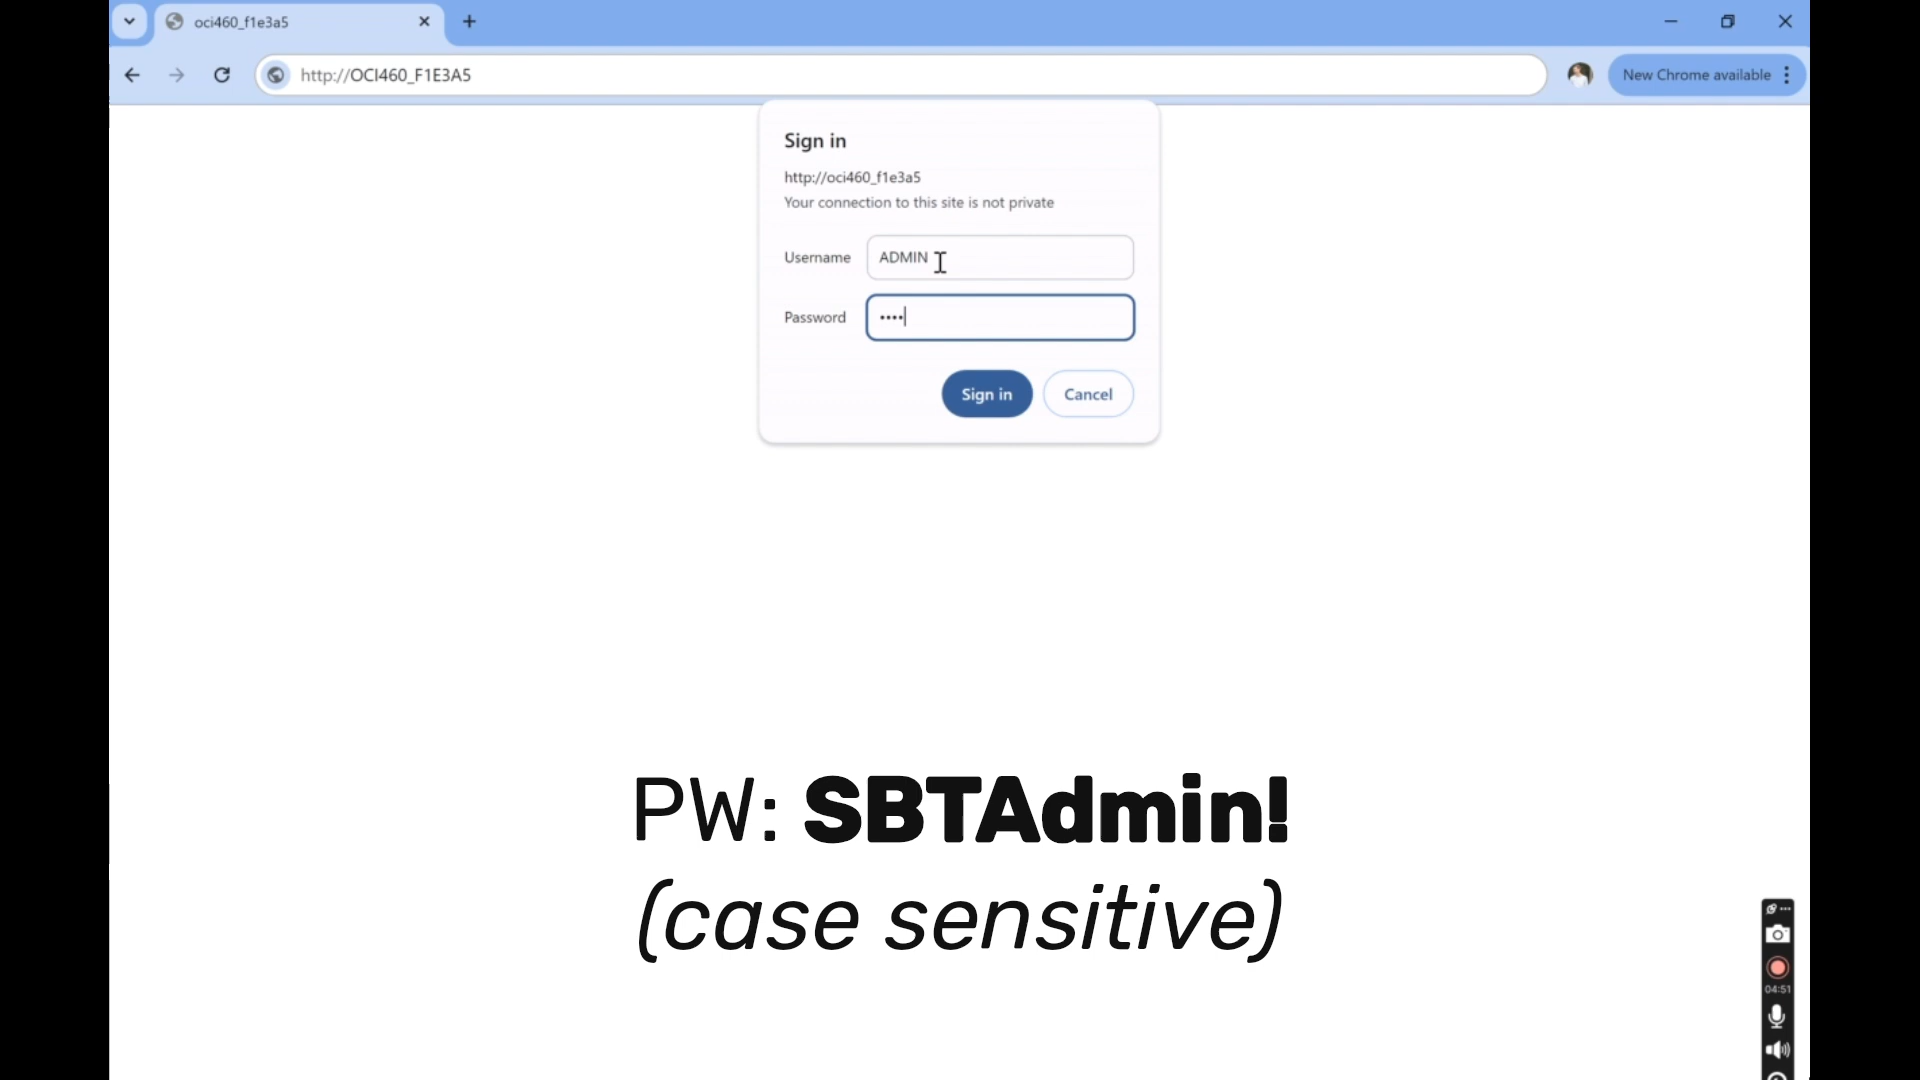 oci460_f1e3a5
http://OCI460_F1E3A5
New Chrome available
Sign in
http://oci460_f1e3a5
Your connection to this site is not private
Username ADMIN
Password ••••
Sign in Cancel
PW: SBTAdmin!
(case sensitive)
04:51